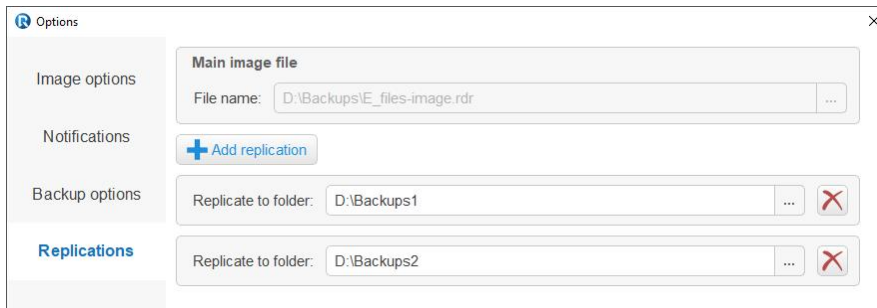 Options
Image options
Notifications
Backup options
Replications
Main image file
File name: D:\Backups\E_files-image.rdr ...
Add replication
Replicate to folder: D:\Backups1 ...
Replicate to folder: D:\Backups2 ...